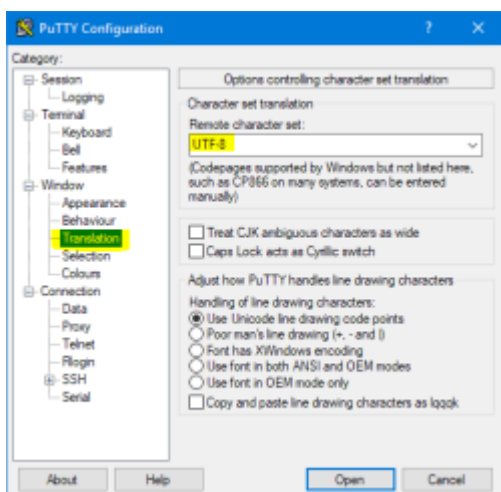 PuTTY Configuration
?
×
Category:
Session
Logging
Terminal
Keyboard
Bell
Features
Window
Appearance
Behaviour
Translation
Selection
Colours
Connection
Data
Proxy
Telnet
Rlogin
SSH
Serial
Options controlling character set translation
Character set translation
Remote character set:
UTF-8
(Codepages supported by Windows but not listed here,
such as CP866 on many systems, can be entered
manually)
Treat CJK ambiguous characters as wide
Caps Lock acts as Cyrillic switch
Adjust how PuTTY handles line drawing characters
Handling of line drawing characters:
Use Unicode line drawing code points
Poor man's line drawing (+, - and |)
Font has XWindows encoding
Use font in both ANSI and OEM modes
Use font in OEM mode only
Copy and paste line drawing characters as lqqqk
About
Help
Open
Cancel